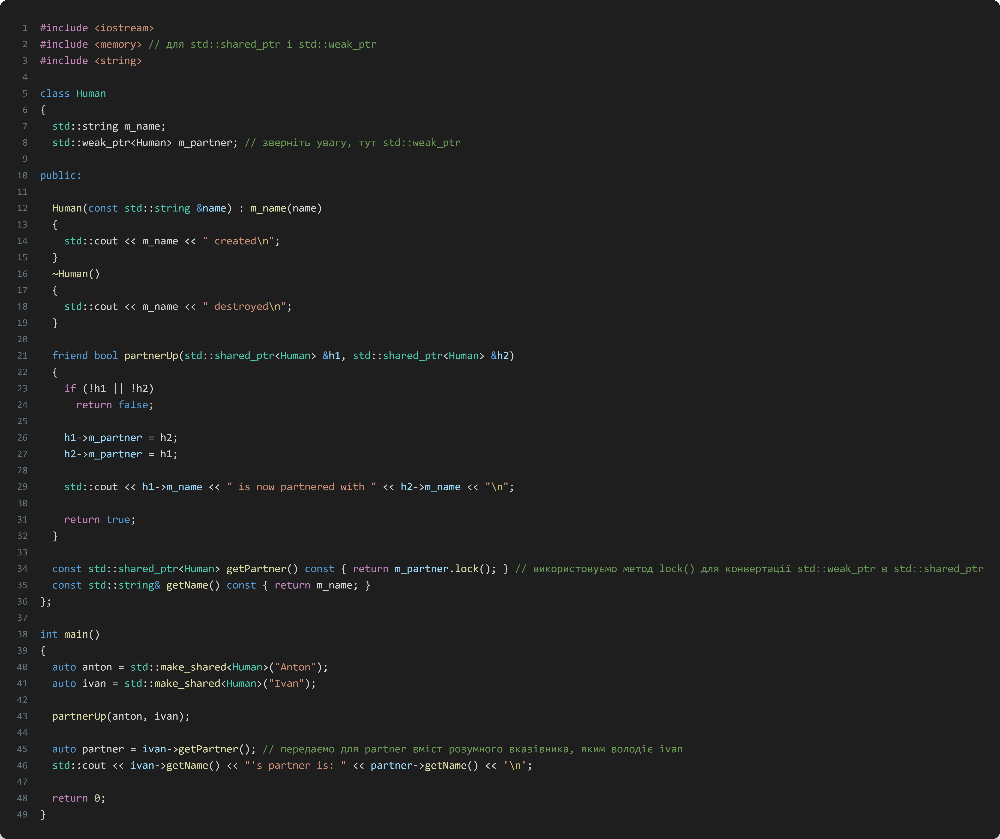 1 #include <iostream>
2 #include <memory> // для std::shared_ptr і std::weak_ptr
3 #include <string>
4
5 class Human
6 {
7   std::string m_name;
8   std::weak_ptr<Human> m_partner; // зверніть увагу, тут std::weak_ptr
9
10 public:
11
12   Human(const std::string &name) : m_name(name)
13   {
14     std::cout << m_name << " created\n";
15   }
16   ~Human()
17   {
18     std::cout << m_name << " destroyed\n";
19   }
20
21   friend bool partnerUp(std::shared_ptr<Human> &h1, std::shared_ptr<Human> &h2)
22   {
23     if (!h1 || !h2)
24       return false;
25
26     h1->m_partner = h2;
27     h2->m_partner = h1;
28
29     std::cout << h1->m_name << " is now partnered with " << h2->m_name << "\n";
30
31     return true;
32   }
33
34   const std::shared_ptr<Human> getPartner() const { return m_partner.lock(); } // використовуємо метод lock() для конвертації std::weak_ptr в std::shared_ptr
35   const std::string& getName() const { return m_name; }
36 };
37
38 int main()
39 {
40   auto anton = std::make_shared<Human>("Anton");
41   auto ivan = std::make_shared<Human>("Ivan");
42
43   partnerUp(anton, ivan);
44
45   auto partner = ivan->getPartner(); // передаємо для partner вміст розумного вказівника, яким володіє ivan
46   std::cout << ivan->getName() << "'s partner is: " << partner->getName() << '\n';
47
48   return 0;
49 }